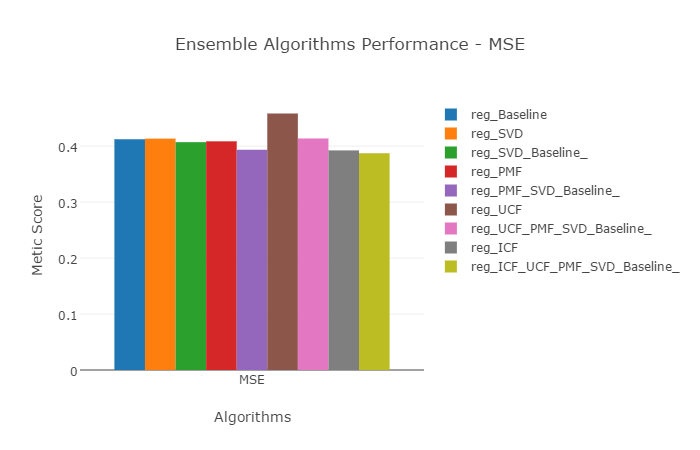 Ensemble Algorithms Performance - MSE
Metic Score
0.4
0.3
0.2
0.1
0
MSE
Algorithms
reg_Baseline
reg_SVD
reg_SVD_Baseline_
reg_PMF
reg_PMF_SVD_Baseline_
reg_UCF
reg_UCF_PMF_SVD_Baseline_
reg_ICF
reg_ICF_UCF_PMF_SVD_Baseline_